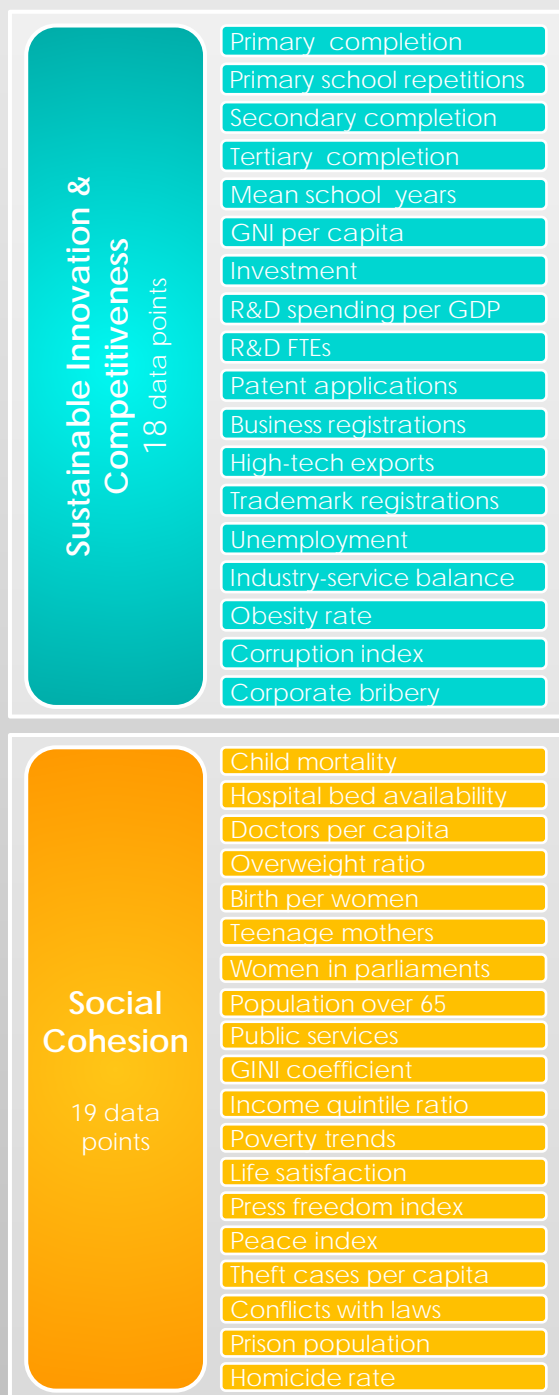 Sustainable Innovation &
Competitiveness
18 data points
Primary completion
Primary school repetitions
Secondary completion
Tertiary completion
Mean school years
GNI per capita
Investment
R&D spending per GDP
R&D FTEs
Patent applications
Business registrations
High-tech exports
Trademark registrations
Unemployment
Industry-service balance
Obesity rate
Corruption index
Corporate bribery
Social
Cohesion
19 data
points
Child mortality
Hospital bed availability
Doctors per capita
Overweight ratio
Birth per women
Teenage mothers
Women in parliaments
Population over 65
Public services
GINI coefficient
Income quintile ratio
Poverty trends
Life satisfaction
Press freedom index
Peace index
Theft cases per capita
Conflicts with laws
Prison population
Homicide rate